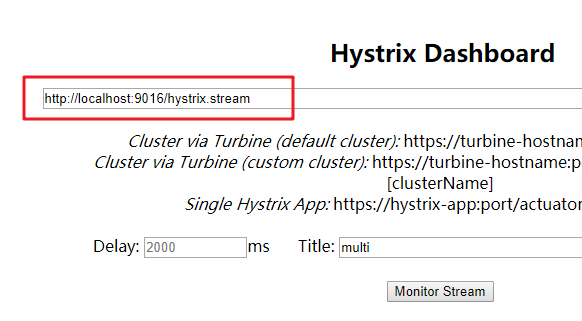 Hystrix Dashboard
http://localhost:9016/hystrix.stream
Cluster via Turbine (default cluster): https://turbine-hostnam
Cluster via Turbine (custom cluster): https://turbine-hostname:p
[clusterName]
Single Hystrix App: https://hystrix-app:port/actuator
Delay: 2000 ms Title: multi
Monitor Stream